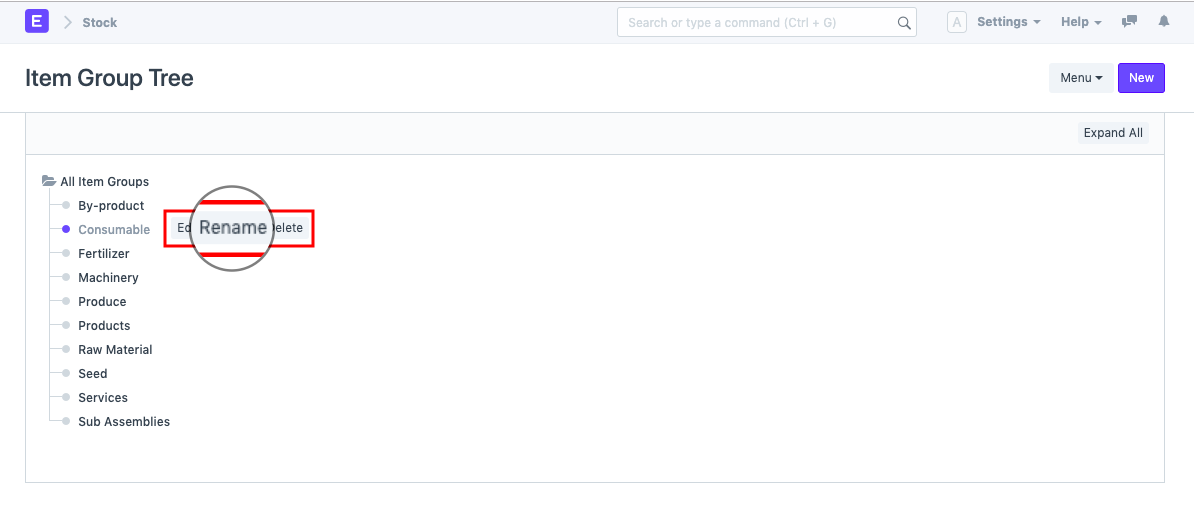 E Stock Search or type a command (Ctrl + G) A Settings Help
Item Group Tree Menu New
Expand All
All Item Groups
By-product
Consumable Ed Rename elete
Fertilizer
Machinery
Produce
Products
Raw Material
Seed
Services
Sub Assemblies